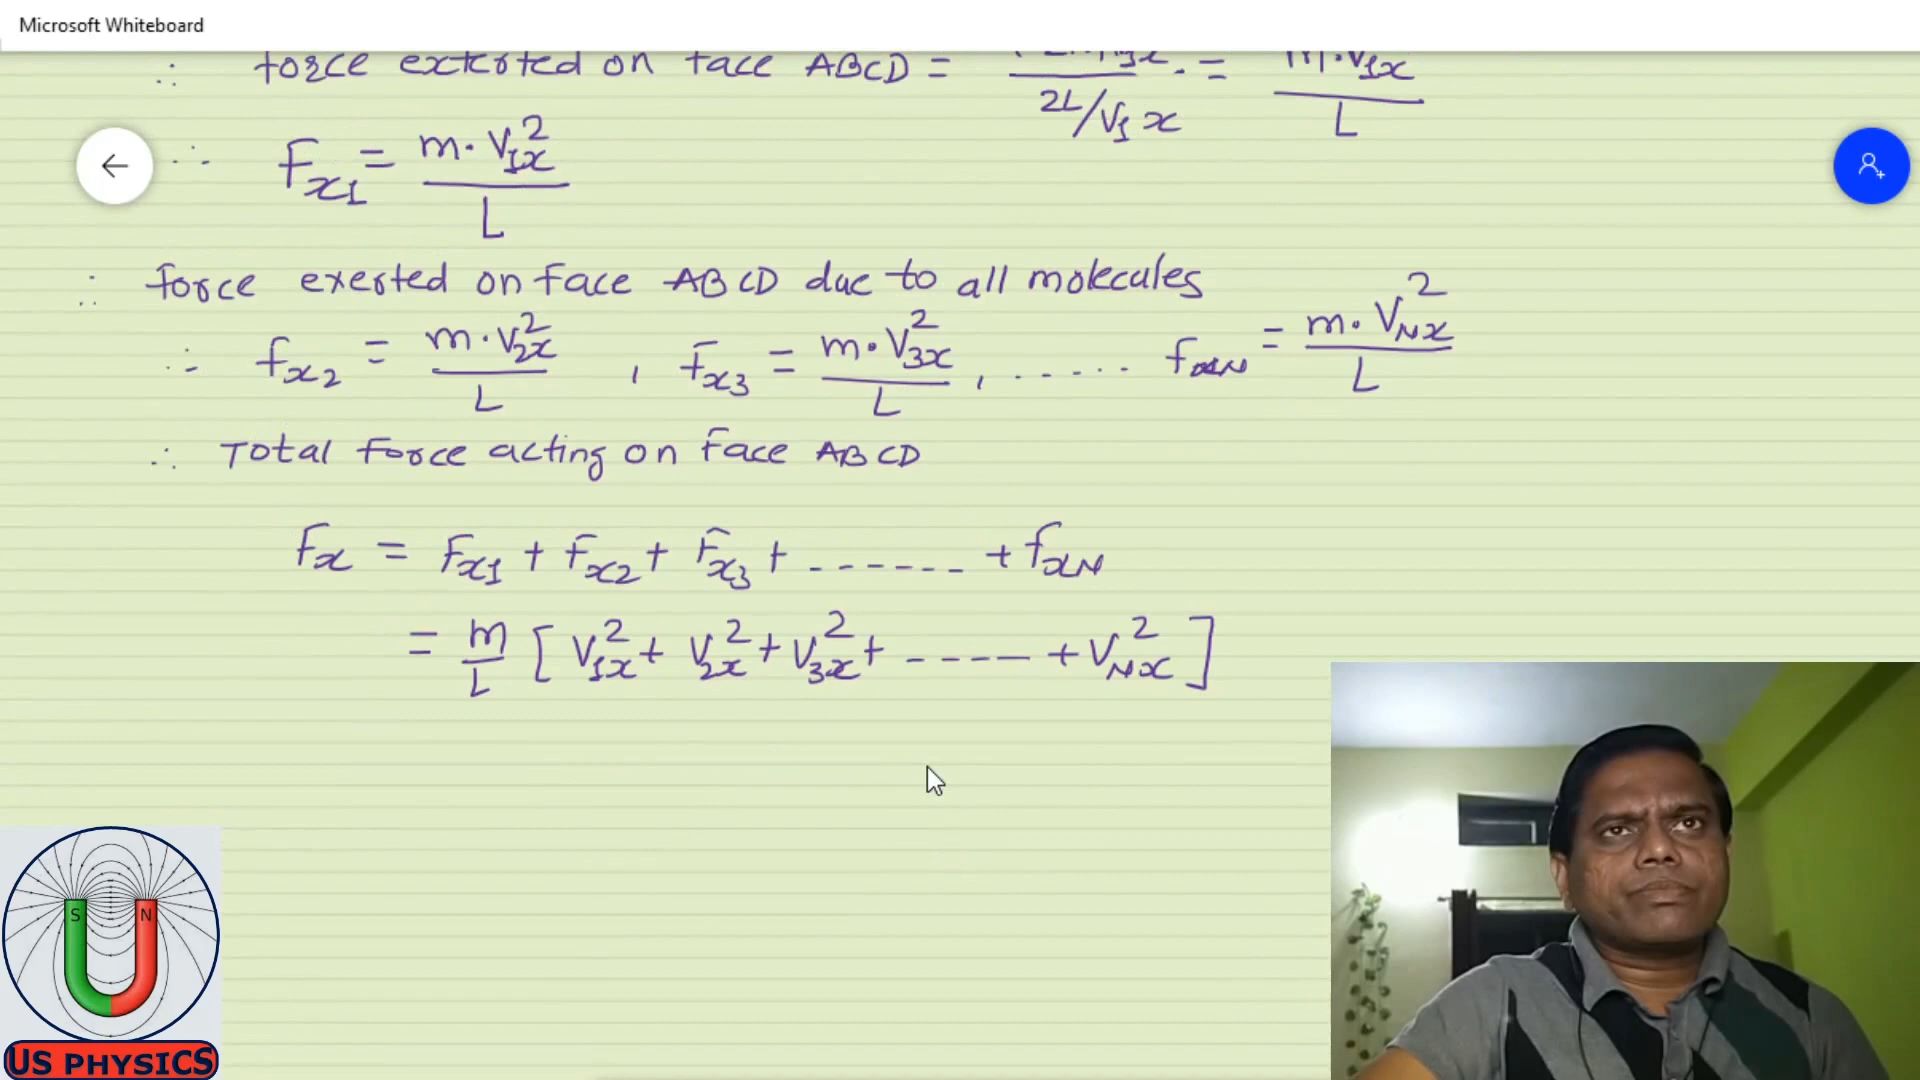 Microsoft Whiteboard
∴ force exerted on face ABCD = / 2L/V₁x · = m·V₁x / L
∴ Fx1 = m·V₁x² / L
∴ force exerted on face ABCD due to all molecules
∴ fx2 = m·V₂x² / L , Fx3 = m·V₃x² / L , ...... fxN = m·VNx² / L
∴ Total Force acting on Face ABCD
Fx = Fx1 + Fx2 + Fx3 + ------ + fxN
= m/L [ V₁x² + V₂x² + V₃x² + ----- + VNx² ]
S N
US PHYSICS